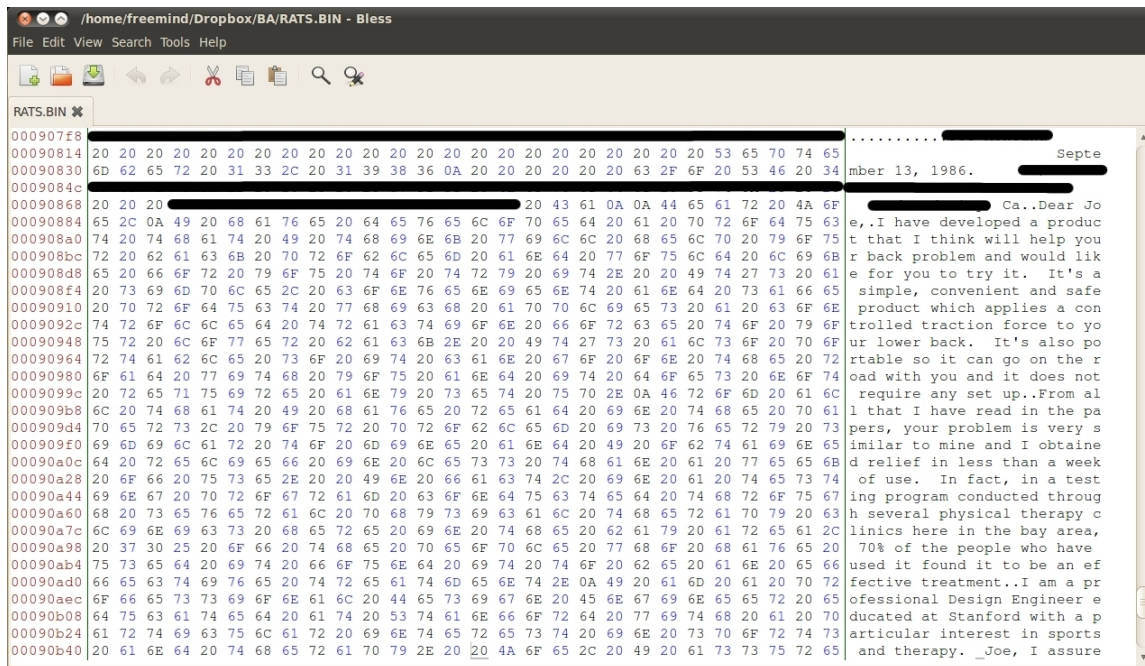 /home/freemind/Dropbox/BA/RATS.BIN - Bless
File Edit View Search Tools Help
RATS.BIN
000907f8 ..........
00090814 20 20 20 20 20 20 20 20 20 20 20 20 20 20 20 20 20 20 20 20 20 20 20 53 65 70 74 65 Septe
00090830 6D 62 65 72 20 31 33 2C 20 31 39 38 36 0A 20 20 20 20 20 20 20 63 2F 6F 20 53 46 20 34 mber 13, 1986.
0009084c
00090868 20 20 20 20 43 61 0A 0A 44 65 61 72 20 4A 6F Ca..Dear Jo
00090884 65 2C 0A 49 20 68 61 76 65 20 64 65 76 65 6C 6F 70 65 64 20 61 20 70 72 6F 64 75 63 e,.I have developed a produc
000908a0 74 20 74 68 61 74 20 49 20 74 68 69 6E 6B 20 77 69 6C 6C 20 68 65 6C 70 20 79 6F 75 t that I think will help you
000908bc 72 20 62 61 63 6B 20 70 72 6F 62 6C 65 6D 20 61 6E 64 20 77 6F 75 6C 64 20 6C 69 6B r back problem and would lik
000908d8 65 20 66 6F 72 20 79 6F 75 20 74 6F 20 74 72 79 20 69 74 2E 20 20 49 74 27 73 20 61 e for you to try it.  It's a
000908f4 20 73 69 6D 70 6C 65 2C 20 63 6F 6E 76 65 6E 69 65 6E 74 20 61 6E 64 20 73 61 66 65 simple, convenient and safe
00090910 20 70 72 6F 64 75 63 74 20 77 68 69 63 68 20 61 70 70 6C 69 65 73 20 61 20 63 6F 6E product which applies a con
0009092c 74 72 6F 6C 6C 65 64 20 74 72 61 63 74 69 6F 6E 20 66 6F 72 63 65 20 74 6F 20 79 6F trolled traction force to yo
00090948 75 72 20 6C 6F 77 65 72 20 62 61 63 6B 2E 20 20 49 74 27 73 20 61 6C 73 6F 20 70 6F ur lower back.  It's also po
00090964 72 74 61 62 6C 65 20 73 6F 20 69 74 20 63 61 6E 20 67 6F 20 6F 6E 20 74 68 65 20 72 rtable so it can go on the r
00090980 6F 61 64 20 77 69 74 68 20 79 6F 75 20 61 6E 64 20 69 74 20 64 6F 65 73 20 6E 6F 74 oad with you and it does not
0009099c 20 72 65 71 75 69 72 65 20 61 6E 79 20 73 65 74 20 75 70 2E 0A 46 72 6F 6D 20 61 6C require any set up..From al
000909b8 6C 20 74 68 61 74 20 49 20 68 61 76 65 20 72 65 61 64 20 69 6E 20 74 68 65 20 70 61 l that I have read in the pa
000909d4 70 65 72 73 2C 20 79 6F 75 72 20 70 72 6F 62 6C 65 6D 20 69 73 20 76 65 72 79 20 73 pers, your problem is very s
000909f0 69 6D 69 6C 61 72 20 74 6F 20 6D 69 6E 65 20 61 6E 64 20 49 20 6F 62 74 61 69 6E 65 imilar to mine and I obtaine
00090a0c 64 20 72 65 6C 69 65 66 20 69 6E 20 6C 65 73 73 20 74 68 61 6E 20 61 20 77 65 65 6B d relief in less than a week
00090a28 20 6F 66 20 75 73 65 2E 20 20 49 6E 20 66 61 63 74 2C 20 69 6E 20 61 20 74 65 73 74 of use.  In fact, in a test
00090a44 69 6E 67 20 70 72 6F 67 72 61 6D 20 63 6F 6E 64 75 63 74 65 64 20 74 68 72 6F 75 67 ing program conducted throug
00090a60 68 20 73 65 76 65 72 61 6C 20 70 68 79 73 69 63 61 6C 20 74 68 65 72 61 70 79 20 63 h several physical therapy c
00090a7c 6C 69 6E 69 63 73 20 68 65 72 65 20 69 6E 20 74 68 65 20 62 61 79 20 61 72 65 61 2C linics here in the bay area,
00090a98 20 37 30 25 20 6F 66 20 74 68 65 20 70 65 6F 70 6C 65 20 77 68 6F 20 68 61 76 65 20 70% of the people who have
00090ab4 75 73 65 64 20 69 74 20 66 6F 75 6E 64 20 69 74 20 74 6F 20 62 65 20 61 6E 20 65 66 used it found it to be an ef
00090ad0 66 65 63 74 69 76 65 20 74 72 65 61 74 6D 65 6E 74 2E 0A 49 20 61 6D 20 61 20 70 72 fective treatment..I am a pr
00090aec 6F 66 65 73 73 69 6F 6E 61 6C 20 44 65 73 69 67 6E 20 45 6E 67 69 6E 65 65 72 20 65 ofessional Design Engineer e
00090b08 64 75 63 61 74 65 64 20 61 74 20 53 74 61 6E 66 6F 72 64 20 77 69 74 68 20 61 20 70 ducated at Stanford with a p
00090b24 61 72 74 69 63 75 6C 61 72 20 69 6E 74 65 72 65 73 74 20 69 6E 20 73 70 6F 72 74 73 articular interest in sports
00090b40 20 61 6E 64 20 74 68 65 72 61 70 79 2E 20 20 4A 6F 65 2C 20 49 20 61 73 73 75 72 65 and therapy. _Joe, I assure